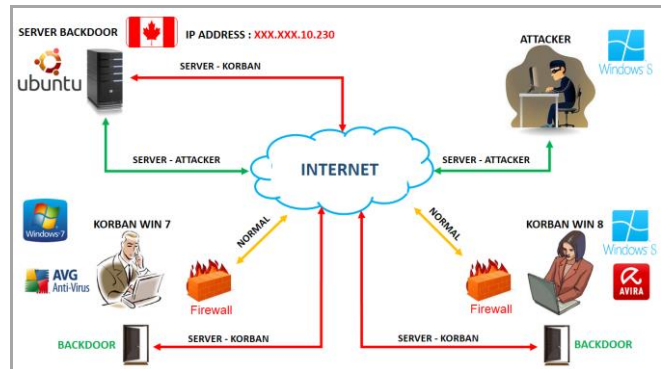 SERVER BACKDOOR
IP ADDRESS : XXX.XXX.10.230
ubuntu
SERVER - KORBAN
ATTACKER
Windows 8
SERVER - ATTACKER
INTERNET
SERVER - ATTACKER
Windows 7
KORBAN WIN 7
NORMAL
NORMAL
KORBAN WIN 8
Windows 8
AVG
Anti-Virus
Firewall
Firewall
AVIRA
BACKDOOR
SERVER - KORBAN
SERVER - KORBAN
BACKDOOR